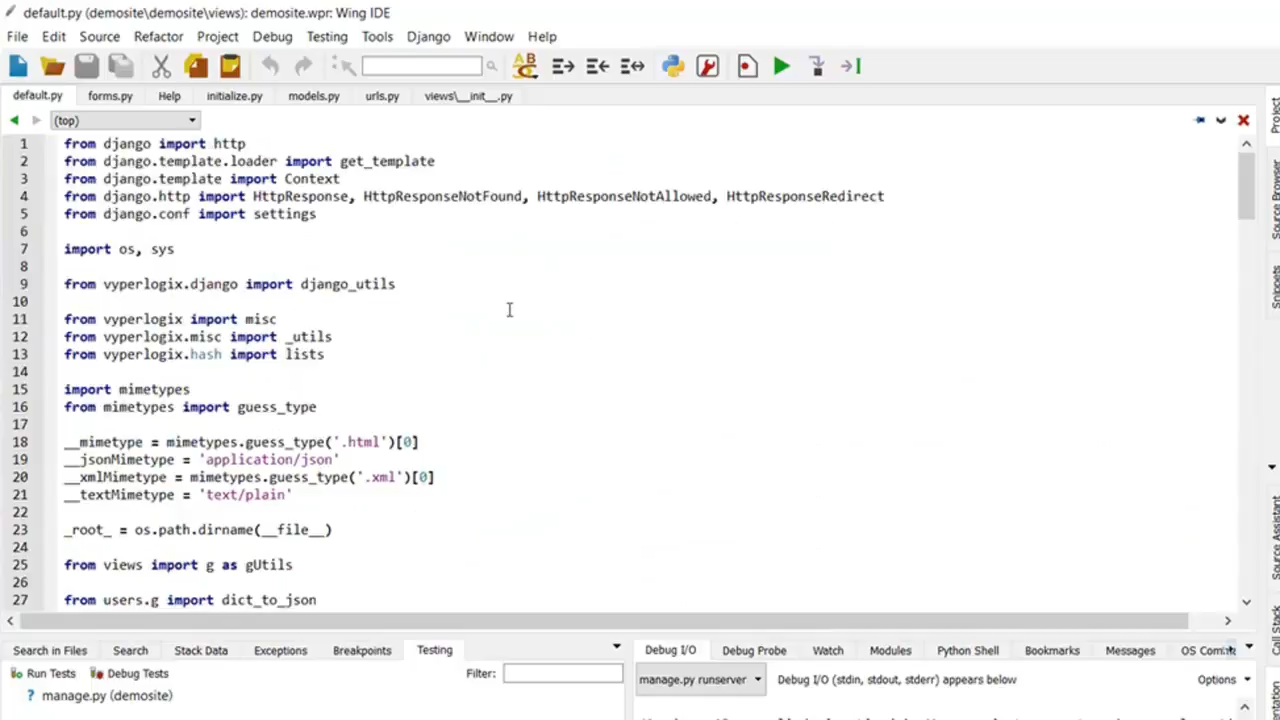 default.py (demosite\demosite\views): demosite.wpr: Wing IDE
File Edit Source Refactor Project Debug Testing Tools Django Window Help
default.py forms.py Help initialize.py models.py urls.py views\__init__.py
(top)
1 from django import http
2 from django.template.loader import get_template
3 from django.template import Context
4 from django.http import HttpResponse, HttpResponseNotFound, HttpResponseNotAllowed, HttpResponseRedirect
5 from django.conf import settings
6
7 import os, sys
8
9 from vyperlogix.django import django_utils
10
11 from vyperlogix import misc
12 from vyperlogix.misc import _utils
13 from vyperlogix.hash import lists
14
15 import mimetypes
16 from mimetypes import guess_type
17
18 __mimetype = mimetypes.guess_type('.html')[0]
19 __jsonMimetype = 'application/json'
20 __xmlMimetype = mimetypes.guess_type('.xml')[0]
21 __textMimetype = 'text/plain'
22
23 _root_ = os.path.dirname(__file__)
24
25 from views import g as gUtils
26
27 from users.g import dict_to_json
Project
Source Browser
Snippets
Source Assistant
Call Stack
Search in Files Search Stack Data Exceptions Breakpoints Testing
Run Tests Debug Tests Filter:
? manage.py (demosite)
Debug I/O Debug Probe Watch Modules Python Shell Bookmarks Messages OS
manage.py runserver Debug I/O (stdin, stdout, stderr) appears below Options